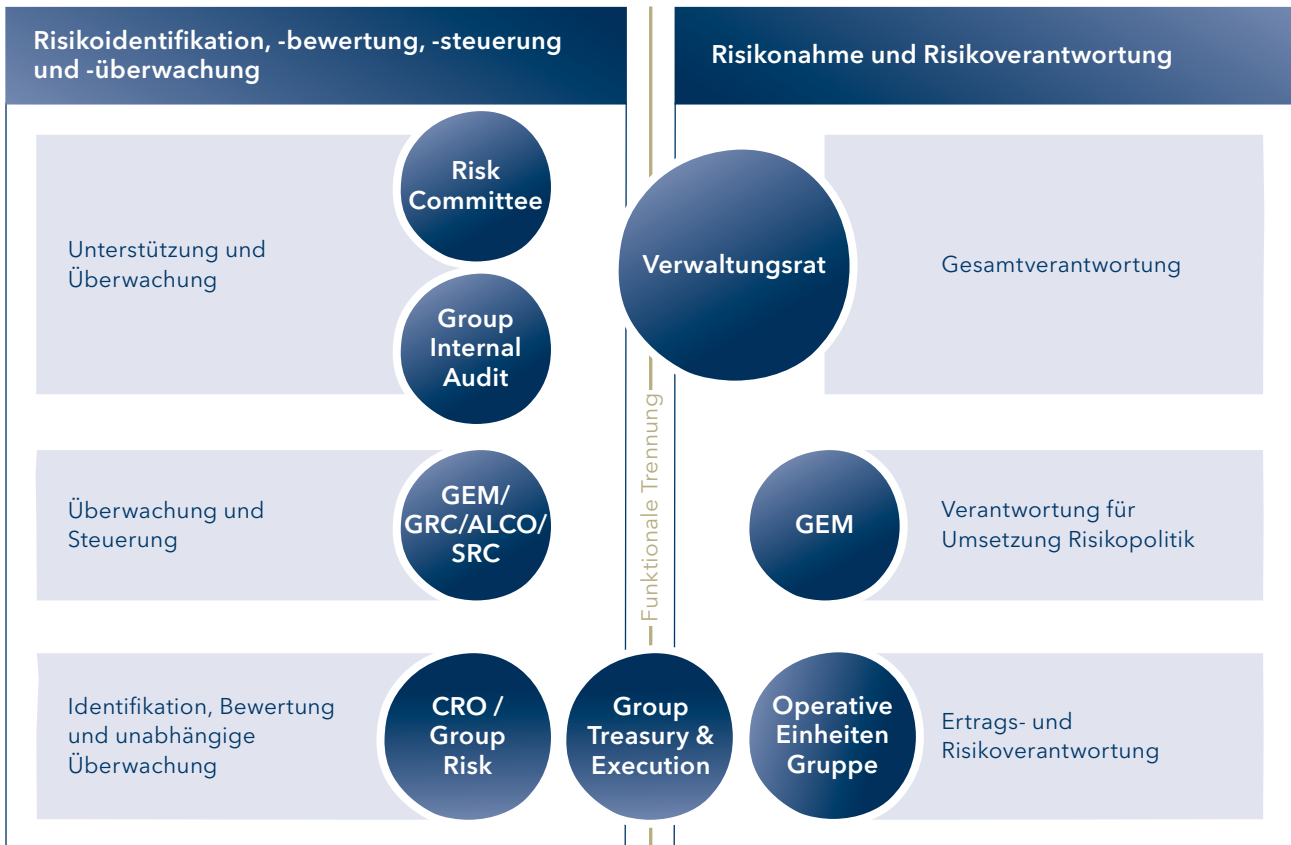 Risikoidentifikation, -bewertung, -steuerung
und -überwachung
Risikonahme und Risikoverantwortung
Unterstützung und
Überwachung
Risk
Committee
Group
Internal
Audit
Verwaltungsrat
Gesamtverantwortung
Funktionale Trennung
Überwachung und
Steuerung
GEM/
GRC/ALCO/
SRC
GEM
Verantwortung für
Umsetzung Risikopolitik
Identifikation, Bewertung
und unabhängige
Überwachung
CRO /
Group
Risk
Group
Treasury &
Execution
Operative
Einheiten
Gruppe
Ertrags- und
Risikoverantwortung